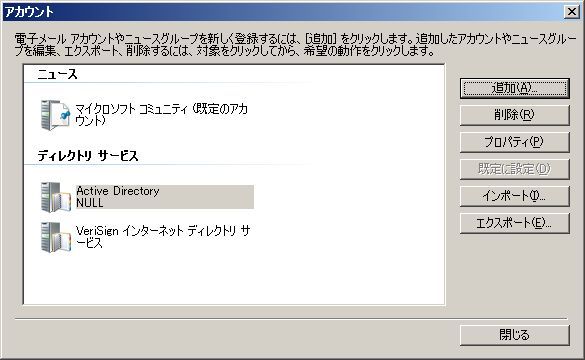 アカウント
電子メール アカウントやニュースグループを新しく登録するには、[追加] をクリックします。追加したアカウントやニュースグルー
プを編集、エクスポート、削除するには、対象をクリックしてから、希望の動作をクリックします。
ニュース
マイクロソフト コミュニティ (既定のアカ
ウント)
ディレクトリ サービス
Active Directory
NULL
VeriSign インターネット ディレクトリ サ
ービス
追加(A)...
削除(R)
プロパティ(P)
既定に設定(D)
インポート(I)...
エクスポート(E)...
閉じる